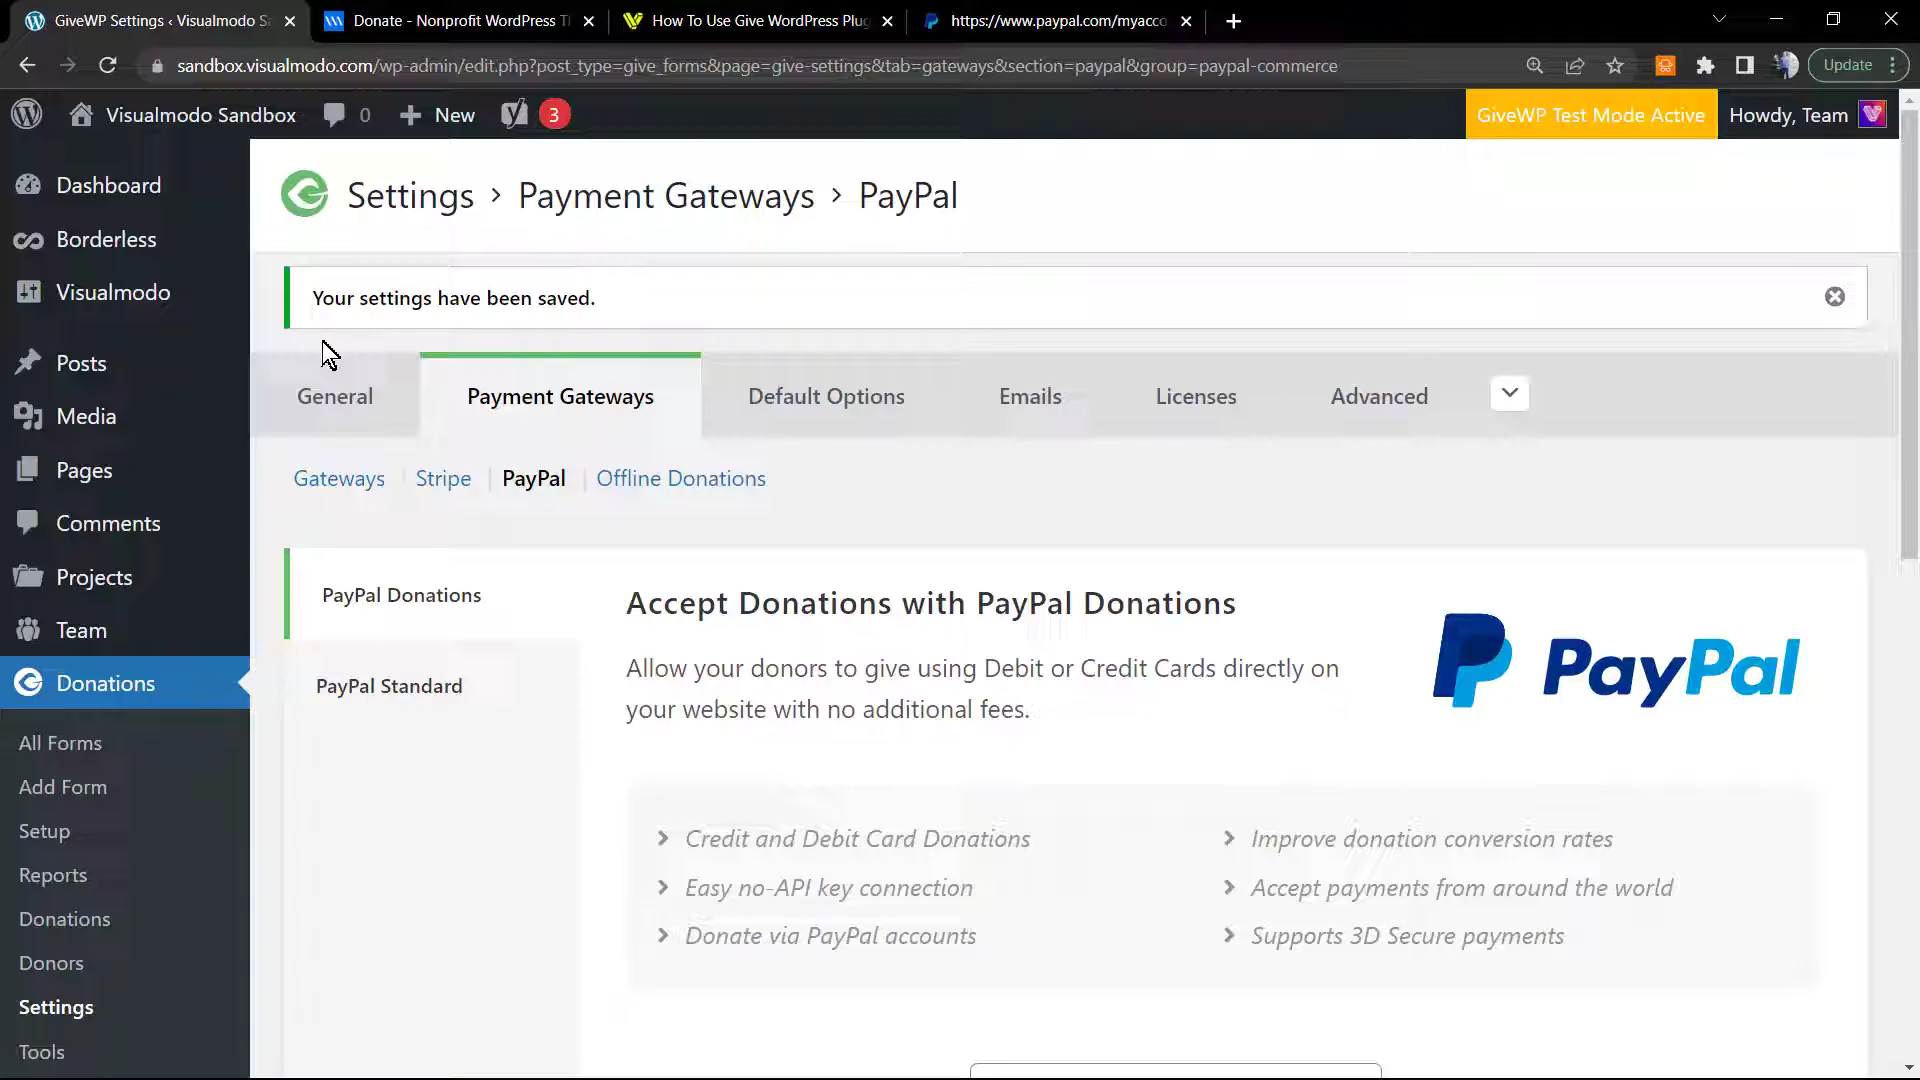 GiveWP Settings ‹ Visualmodo Sa
Donate - Nonprofit WordPress T
How To Use Give WordPress Plug
https://www.paypal.com/myacco
sandbox.visualmodo.com/wp-admin/edit.php?post_type=give_forms&page=give-settings&tab=gateways&section=paypal&group=paypal-commerce
Update
Visualmodo Sandbox
0
New
3
GiveWP Test Mode Active
Howdy, Team
Dashboard
Borderless
Visualmodo
Posts
Media
Pages
Comments
Projects
Team
Donations
All Forms
Add Form
Setup
Reports
Donations
Donors
Settings
Tools
Settings › Payment Gateways › PayPal
Your settings have been saved.
General
Payment Gateways
Default Options
Emails
Licenses
Advanced
Gateways
Stripe
PayPal
Offline Donations
PayPal Donations
PayPal Standard
Accept Donations with PayPal Donations
Allow your donors to give using Debit or Credit Cards directly on
your website with no additional fees.
PayPal
Credit and Debit Card Donations
Easy no-API key connection
Donate via PayPal accounts
Improve donation conversion rates
Accept payments from around the world
Supports 3D Secure payments